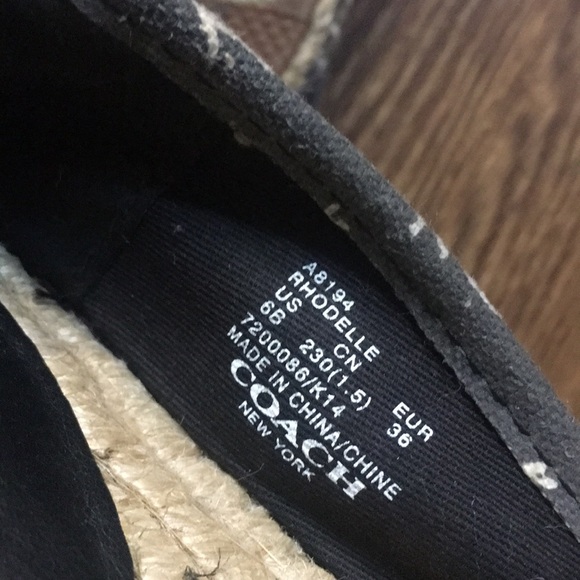 A8194
RHODELLE
US CN EUR
6B 230(1.5) 36
7200086/K14
MADE IN CHINA/CHINE
COACH
NEW YORK